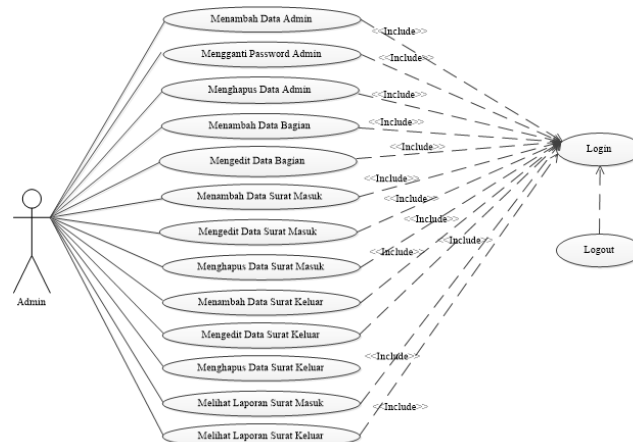 Menambah Data Admin
<<Include>>
Mengganti Password Admin
<<Include>>
Menghapus Data Admin
<<Include>>
Menambah Data Bagian
<<Include>>
Login
Mengedit Data Bagian
<<Include>>
Menambah Data Surat Masuk
<<Include>>
Mengedit Data Surat Masuk
<<Include>>
<<Include>>
Logout
Menghapus Data Surat Masuk
<<Include>>
Admin
Menambah Data Surat Keluar
Mengedit Data Surat Keluar
<<Include>>
Menghapus Data Surat Keluar
Melihat Laporan Surat Masuk
<<Include>>
Melihat Laporan Surat Keluar